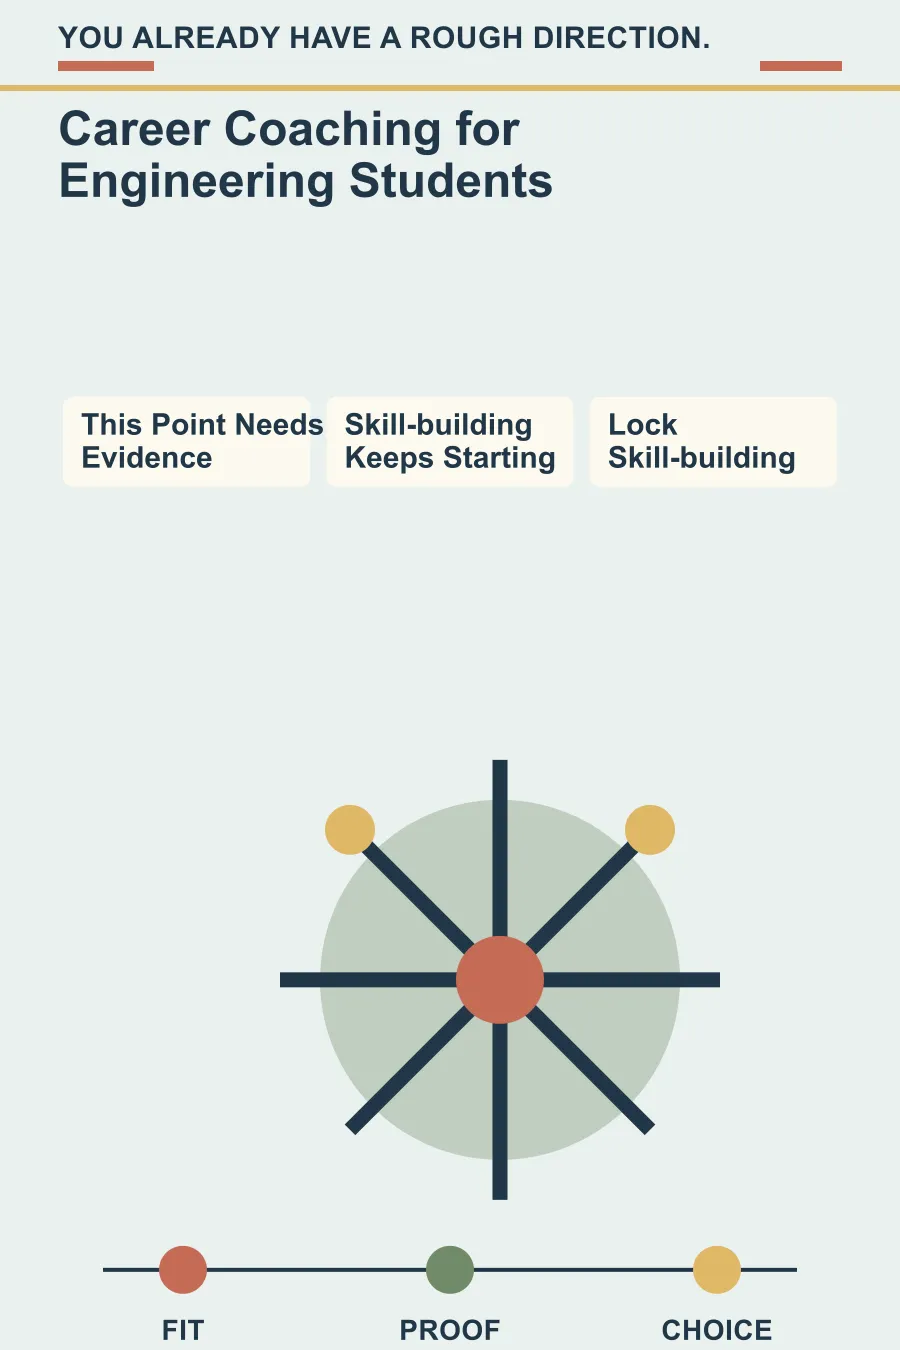 YOU ALREADY HAVE A ROUGH DIRECTION.
Career Coaching for
Engineering Students
This Point Needs
Evidence
Skill-building
Keeps Starting
Lock
Skill-building
FIT
PROOF
CHOICE